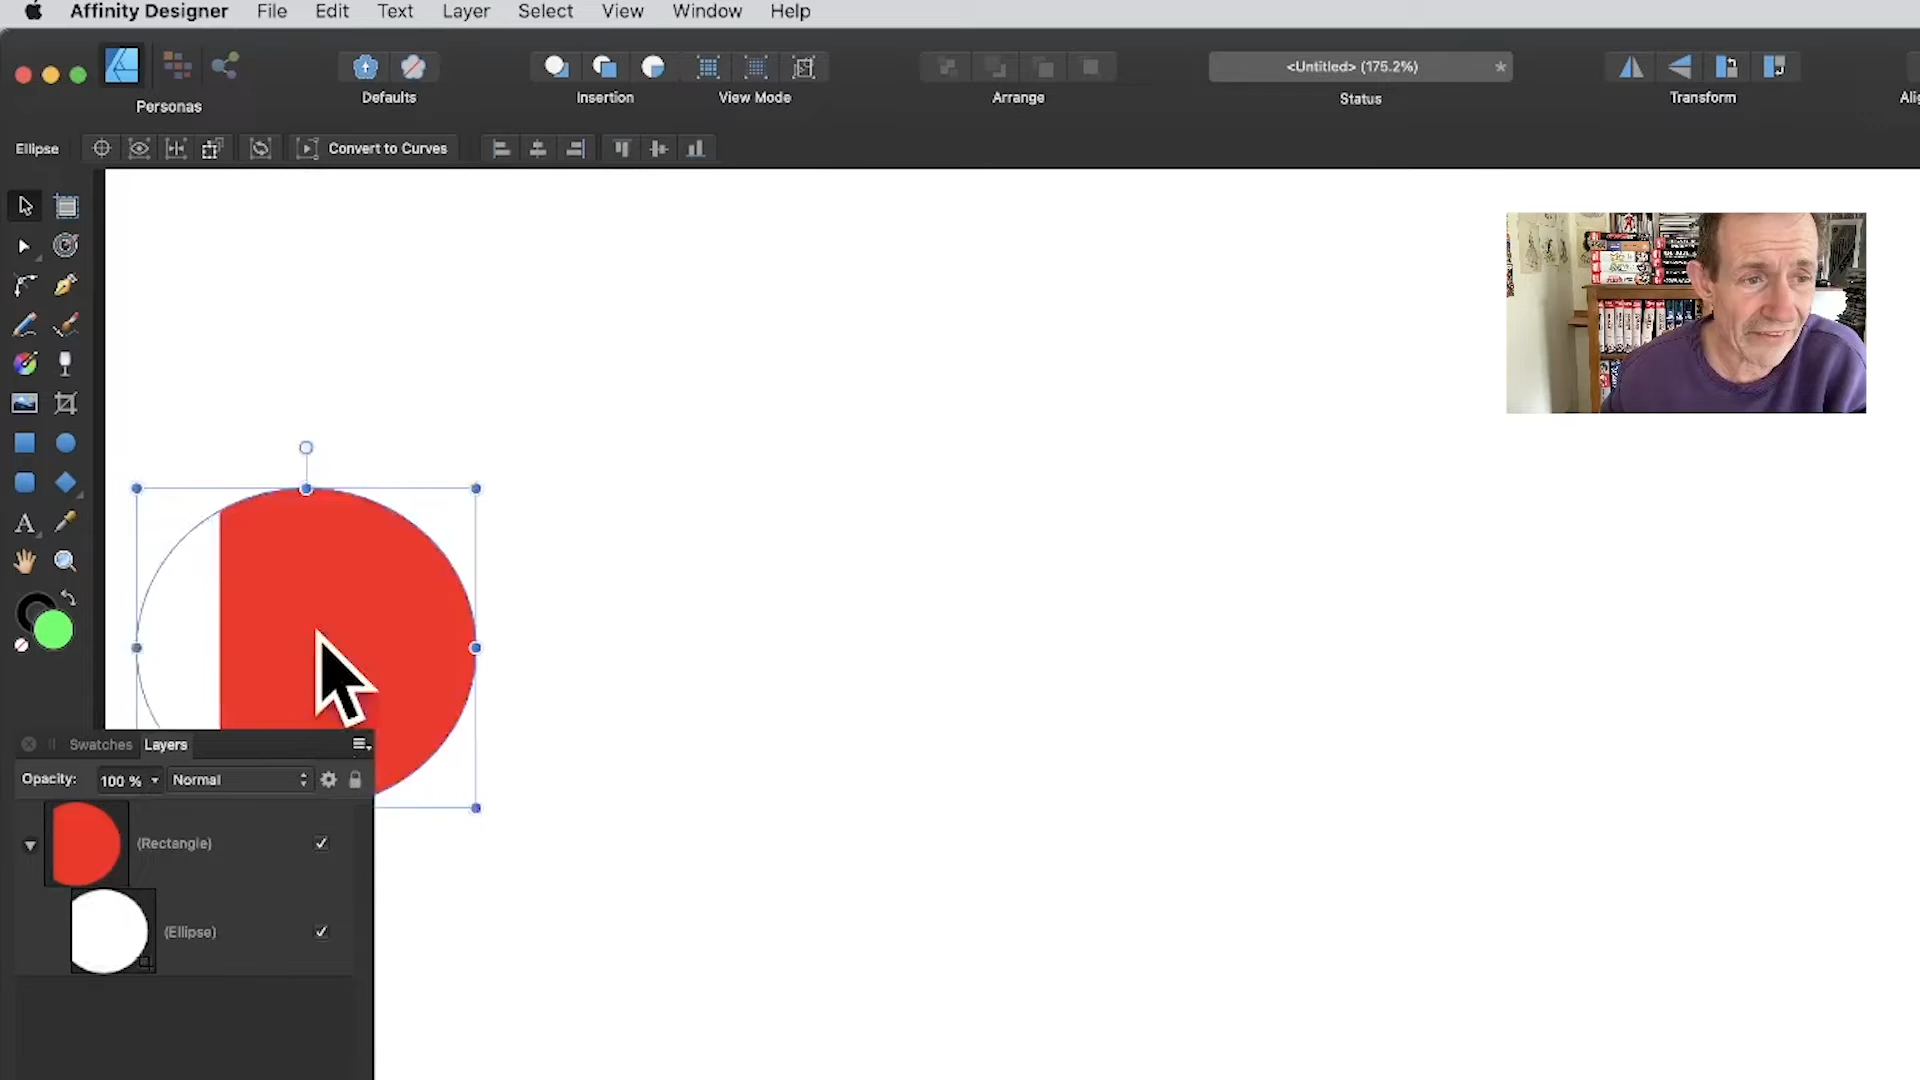 Affinity Designer File Edit Text Layer Select View Window Help
<Untitled> (175.2%) *
Personas Defaults Insertion View Mode Arrange Status Transform
Ellipse Convert to Curves
Swatches Layers
Opacity: 100 % Normal
(Rectangle)
(Ellipse)